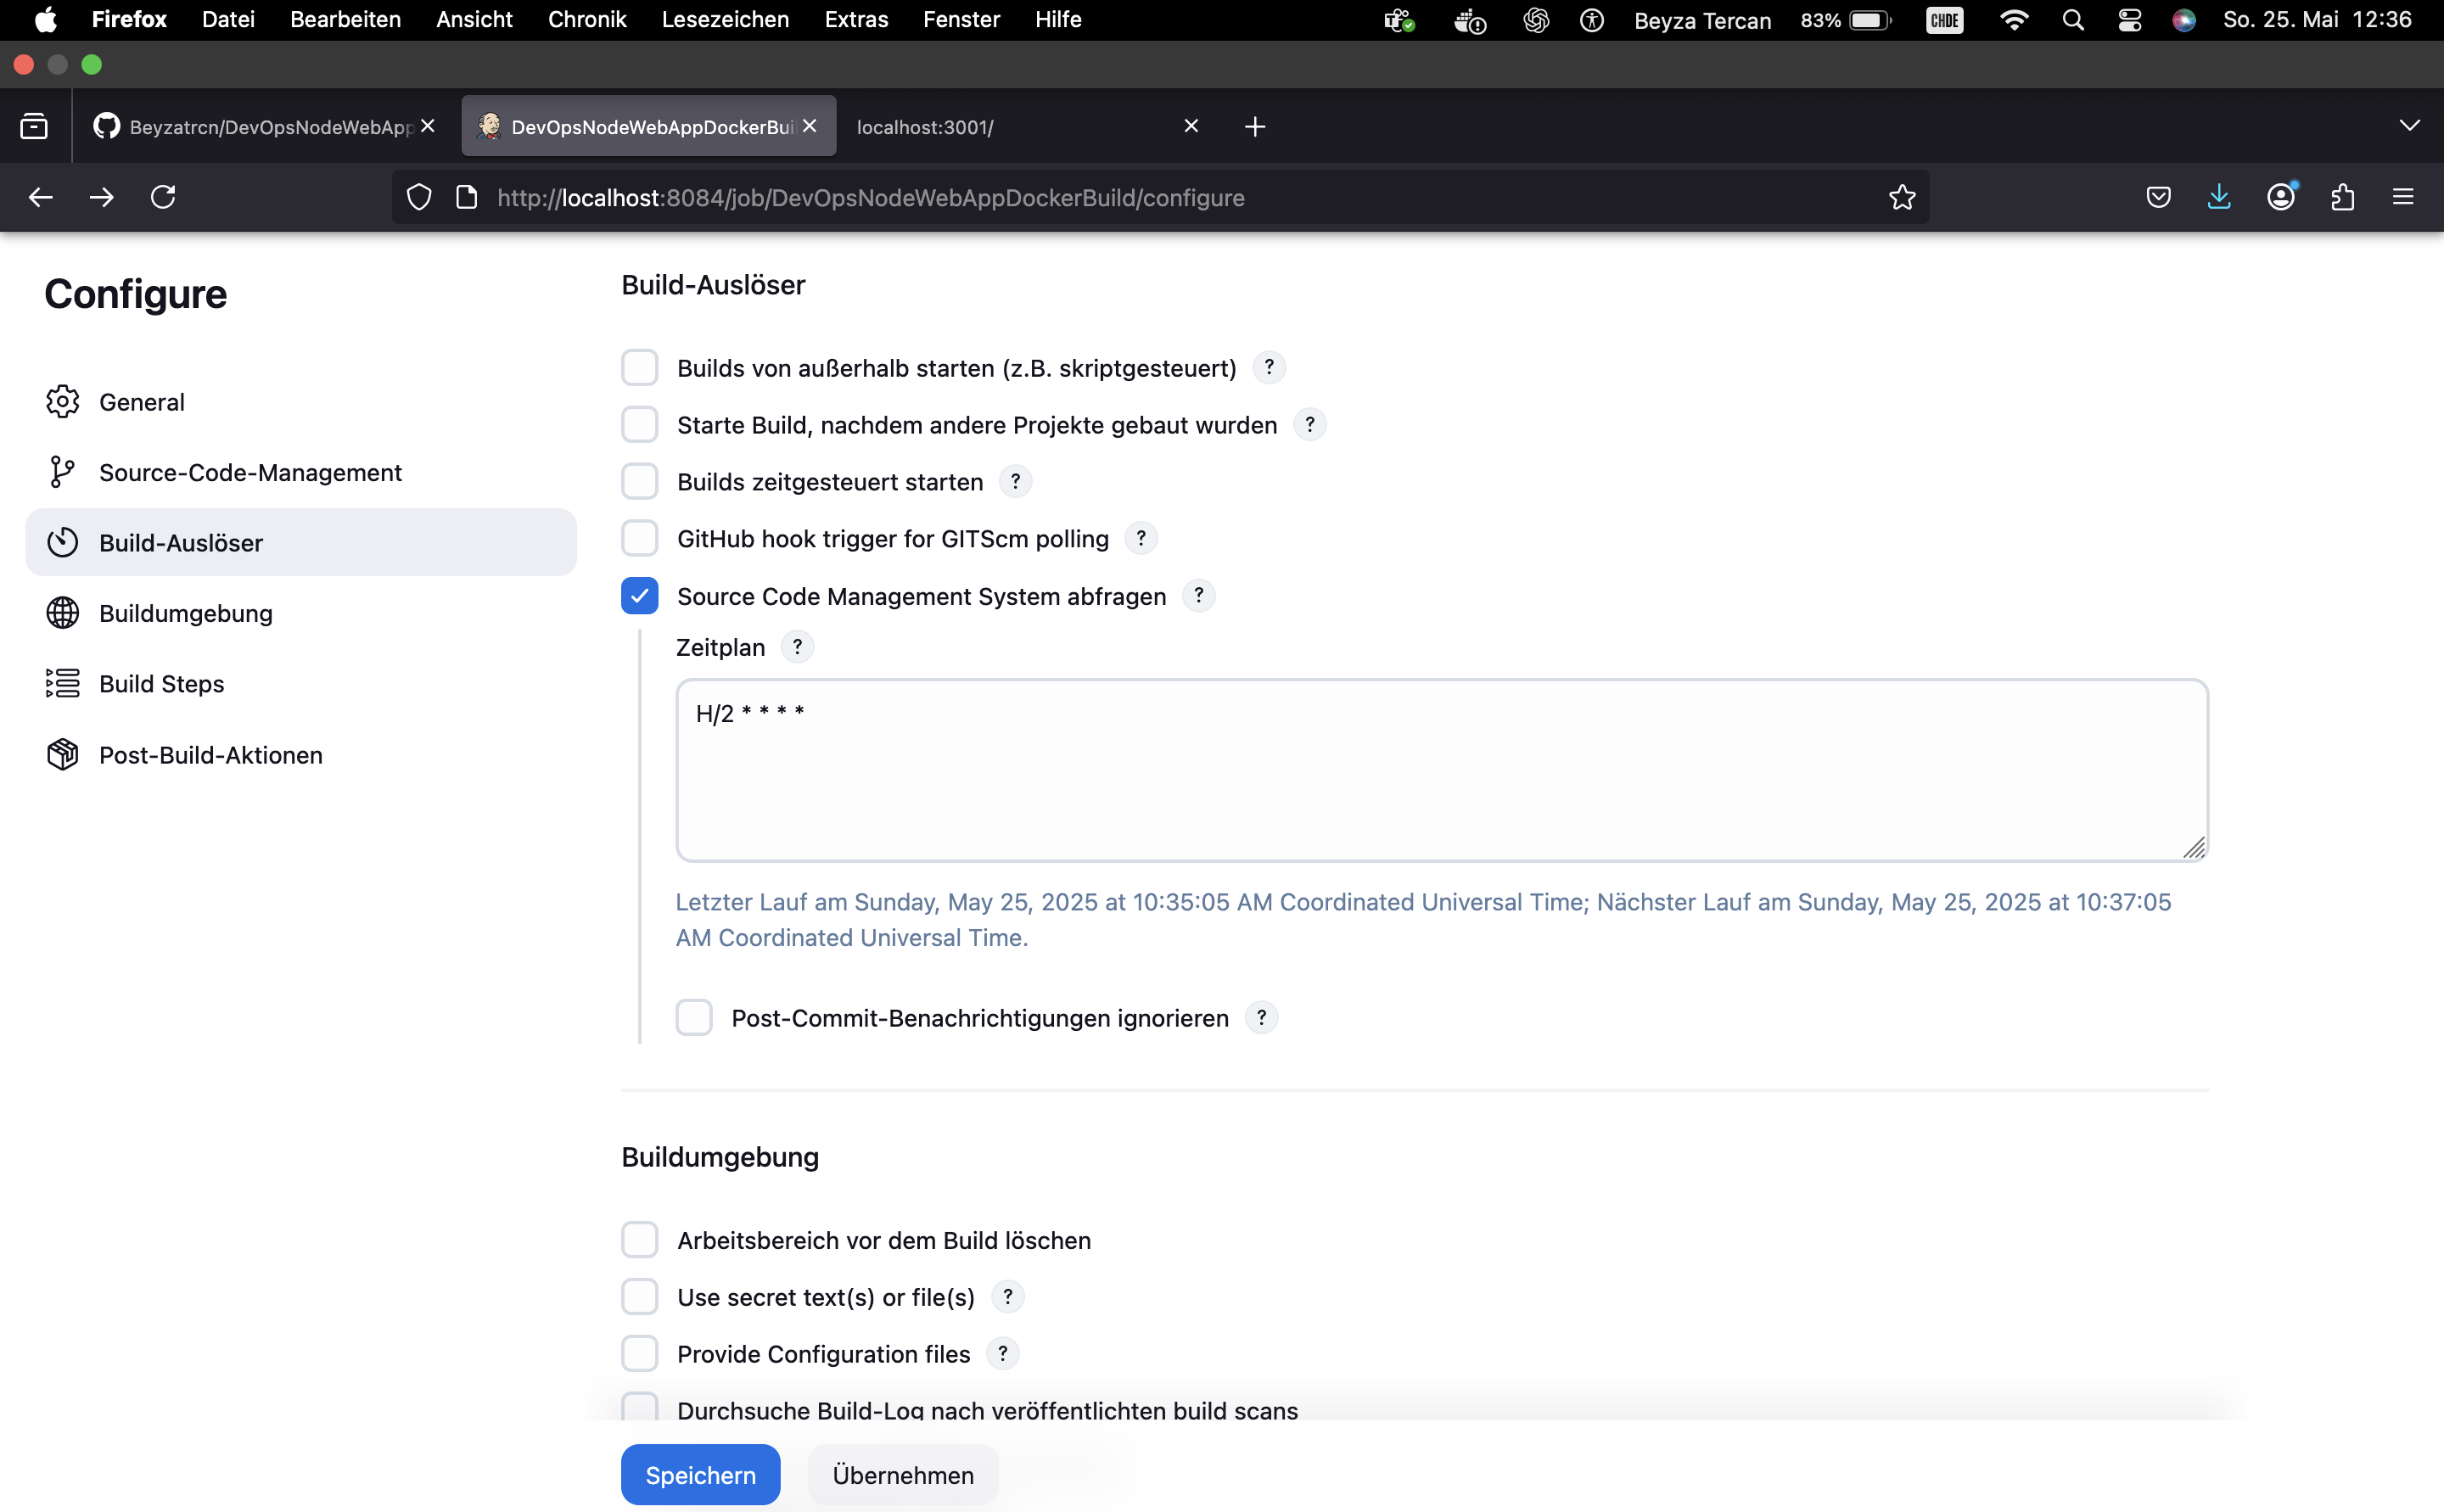 Firefox Datei Bearbeiten Ansicht Chronik Lesezeichen Extras Fenster Hilfe Beyza Tercan 83% CHDE So. 25. Mai 12:36
Beyzatrcn/DevOpsNodeWebApp DevOpsNodeWebAppDockerBui localhost:3001/
http://localhost:8084/job/DevOpsNodeWebAppDockerBuild/configure
Configure
General
Source-Code-Management
Build-Auslöser
Buildumgebung
Build Steps
Post-Build-Aktionen
Build-Auslöser
Builds von außerhalb starten (z.B. skriptgesteuert) ?
Starte Build, nachdem andere Projekte gebaut wurden ?
Builds zeitgesteuert starten ?
GitHub hook trigger for GITScm polling ?
Source Code Management System abfragen ?
Zeitplan ?
H/2 * * * *
Letzter Lauf am Sunday, May 25, 2025 at 10:35:05 AM Coordinated Universal Time; Nächster Lauf am Sunday, May 25, 2025 at 10:37:05
AM Coordinated Universal Time.
Post-Commit-Benachrichtigungen ignorieren ?
Buildumgebung
Arbeitsbereich vor dem Build löschen
Use secret text(s) or file(s) ?
Provide Configuration files ?
Durchsuche Build-Log nach veröffentlichten build scans
Speichern Übernehmen